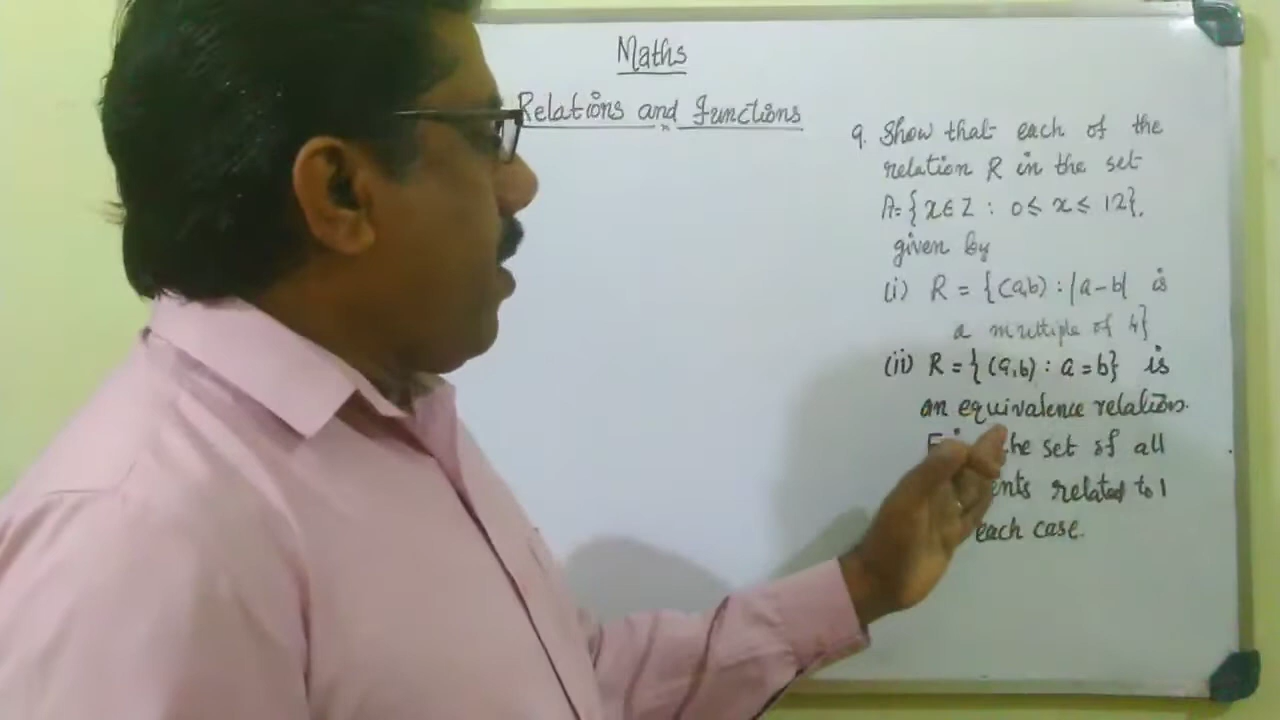 Maths
Relations and Functions
9. Show that each of the
relation R in the set
A={x∈Z : 0≤ x ≤ 12},
given by
(i) R = {(a,b) : |a-b| is
a multiple of 4}
(ii) R = {(a,b) : a = b} is
an equivalence relations.
the set of all
related to 1
each case.